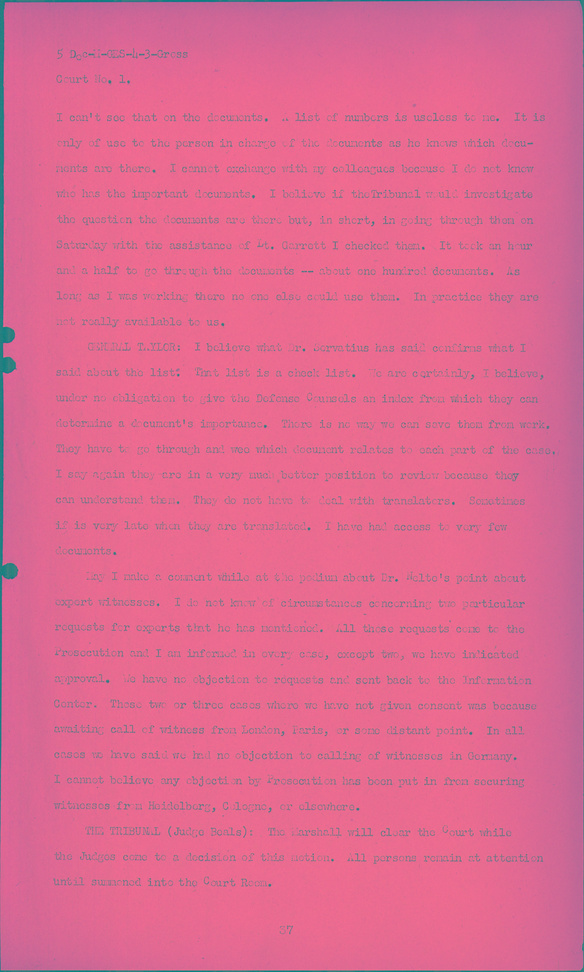 5 Dec-M-GES-4-3-Gross
Court No. 1.
I can't see that on the documents. A list of numbers is useless to me. It is
only of use to the person in charge of the documents as he knows which docu-
ments are there. I cannot exchange with my colleagues because I do not know
who has the important documents. I believe if theTribunal would investigate
the question the documents are there but, is short, in going through them on
Saturday with the assistance of Lt. Garrett I checked them. It took an hour
and a half to go through the documents -- about one hundred documents. As
long as I was working there no one else could use them. In practice they are
not really available to us.
GENERAL TAYLOR: I believe what Dr. Servatius has said confirms what I
said about the list: That list is a check list. We are certainly, I believe,
under no obligation to give the Defense Counsels an index from which they can
determine a document's importance. There is no way we can save them from work.
They have to go through and see which document relates to each part of the case.
I say again they are in a very much better position to review because they
can understand them. They do not have to deal with translators. Sometimes
if is very late when they are translated. I have had access to very few
documents.
May I make a comment while at the podium about Dr. Nelte's point about
expert witnesses. I do not know of circumstances concerning two particular
requests for experts that he has mentioned. All those requests come to the
Prosecution and I am informed in every case, except two, we have indicated
approval. We have no objection to requests and sent back to the Information
Center. Those two or three cases where we have not given consent was because
awaiting call of witness from London, Paris, or some distant point. In all
cases we have said we had no objection to calling of witnesses in Germany.
I cannot believe any objection by Prosecution has been put in from securing
witnesses from Heidelberg, Cologne, or elsewhere.
THE TRIBUNAL (Judge Beals): The Marshall will clear the Court while
the Judges come to a decision of this motion. All persons remain at attention
until summoned into the Court Room.
37